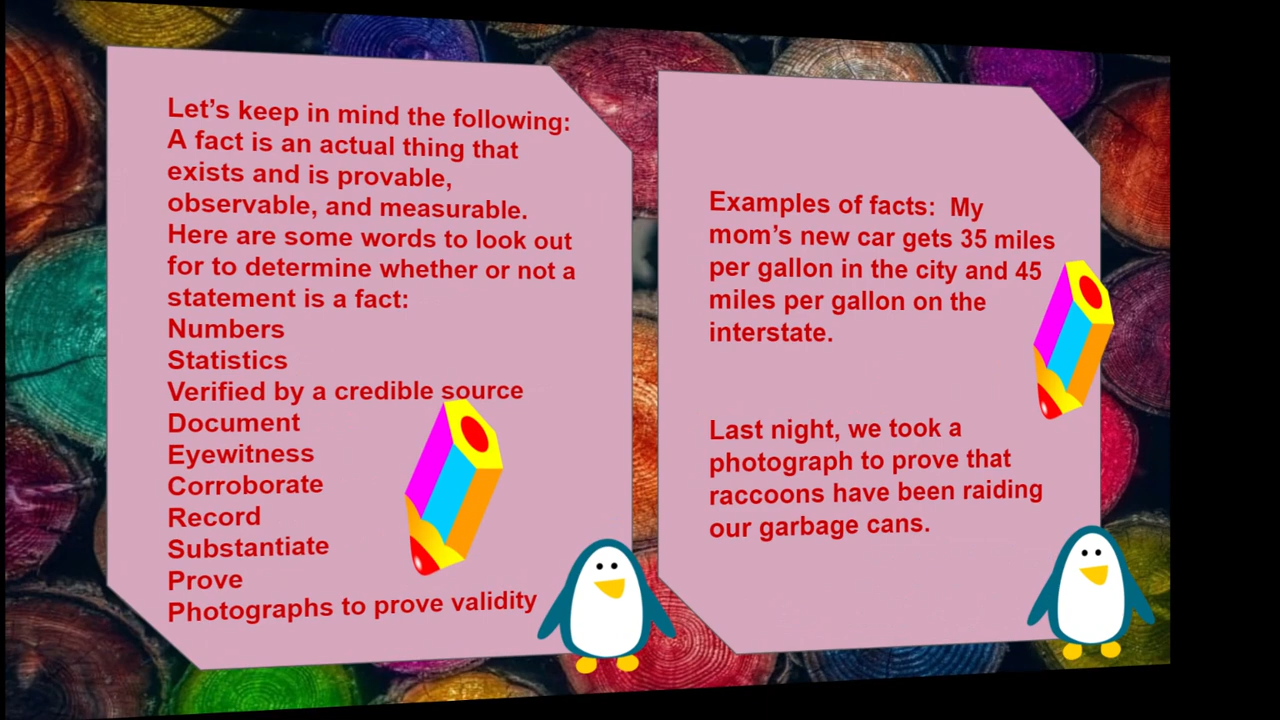 Let’s keep in mind the following:
A fact is an actual thing that
exists and is provable,
observable, and measurable.
Here are some words to look out
for to determine whether or not a
statement is a fact:
Numbers
Statistics
Verified by a credible source
Document
Eyewitness
Corroborate
Record
Substantiate
Prove
Photographs to prove validity
Examples of facts:  My
mom’s new car gets 35 miles
per gallon in the city and 45
miles per gallon on the
interstate.
Last night, we took a
photograph to prove that
raccoons have been raiding
our garbage cans.